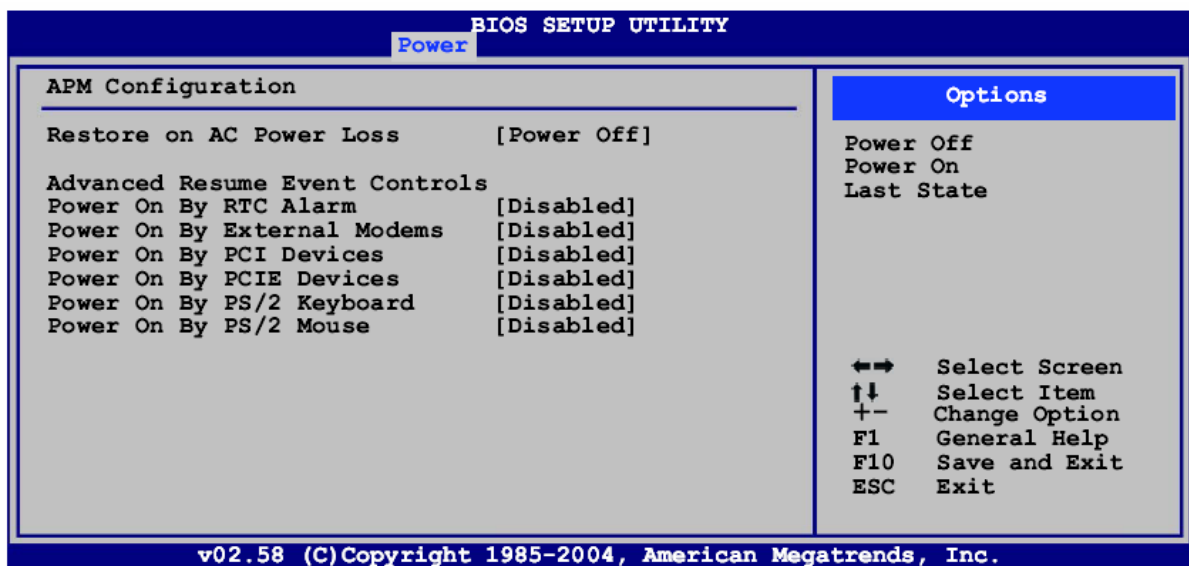 BIOS SETUP UTILITY
Power
APM Configuration
Restore on AC Power Loss [Power Off]
Advanced Resume Event Controls
Power On By RTC Alarm [Disabled]
Power On By External Modems [Disabled]
Power On By PCI Devices [Disabled]
Power On By PCIE Devices [Disabled]
Power On By PS/2 Keyboard [Disabled]
Power On By PS/2 Mouse [Disabled]
Options
Power Off
Power On
Last State
←→ Select Screen
↑↓ Select Item
+- Change Option
F1 General Help
F10 Save and Exit
ESC Exit
v02.58 (C)Copyright 1985-2004, American Megatrends, Inc.